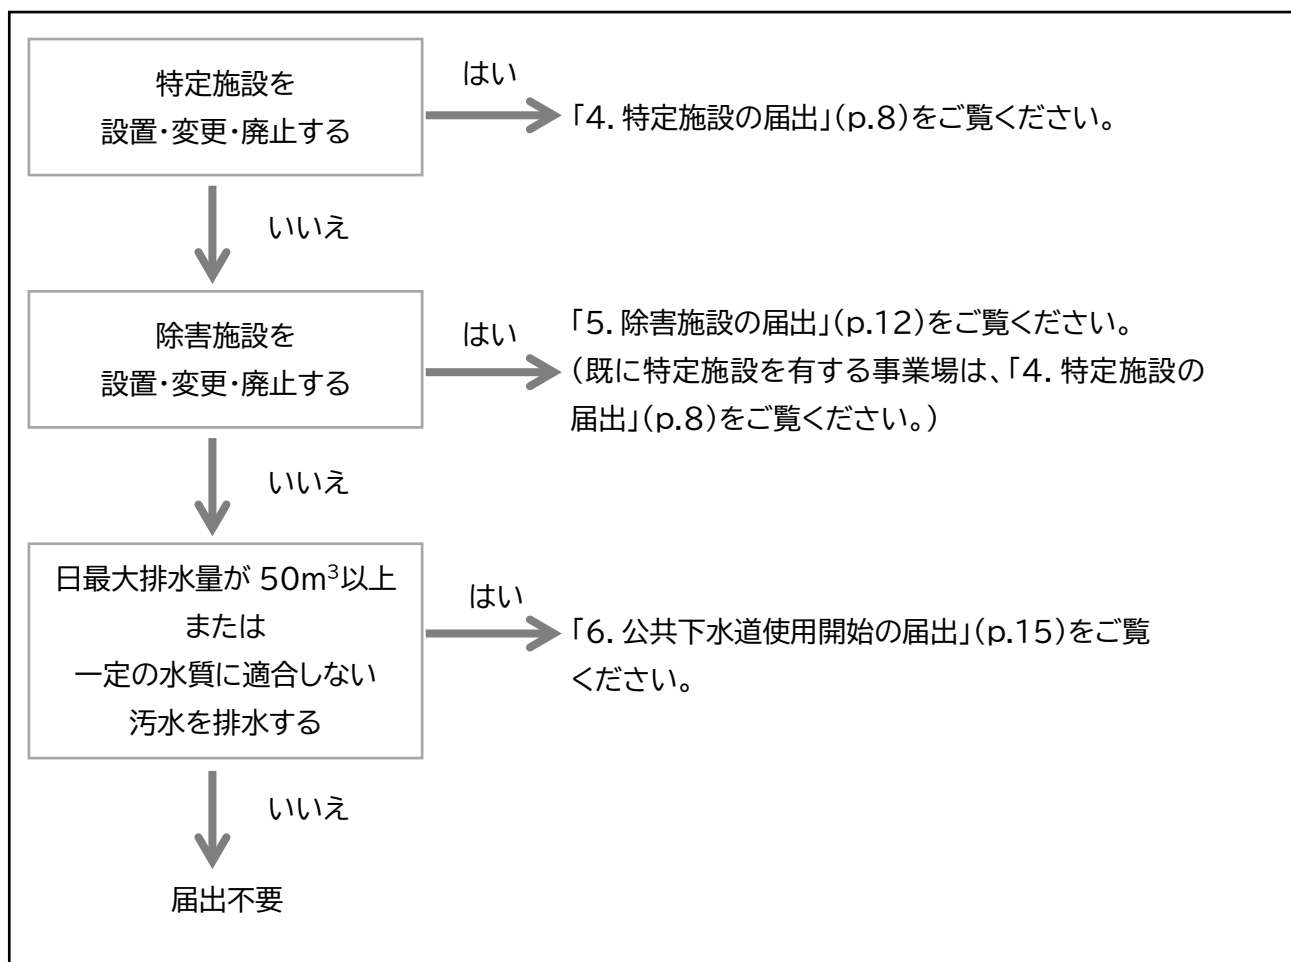 特定施設を
設置・変更・廃止する
はい
「4．特定施設の届出」（p.8）をご覧ください。
いいえ
除害施設を
設置・変更・廃止する
はい
「5．除害施設の届出」（p.12）をご覧ください。
（既に特定施設を有する事業場は、「4．特定施設の
届出」（p.8）をご覧ください。）
いいえ
日最大排水量が 50m³以上
または
一定の水質に適合しない
汚水を排水する
はい
「6．公共下水道使用開始の届出」（p.15）をご覧
ください。
いいえ
届出不要